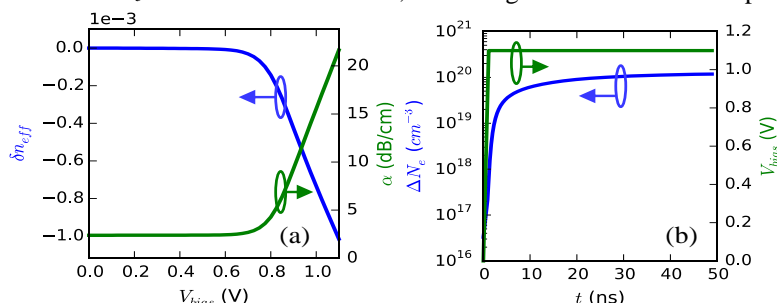 1e−3
0.0
−0.2
−0.4
−0.6
−0.8
−1.0
δn_eff
0.0 0.2 0.4 0.6 0.8 1.0
V_bias (V)
20
15
11
7
2
α (dB/cm)
(a)
10^21
10^20
10^19
10^18
10^17
10^16
ΔN_e (cm^−3)
0 10 20 30 40 50
t (ns)
1.2
1.0
0.8
0.6
0.4
0.2
0.0
V_bias (V)
(b)